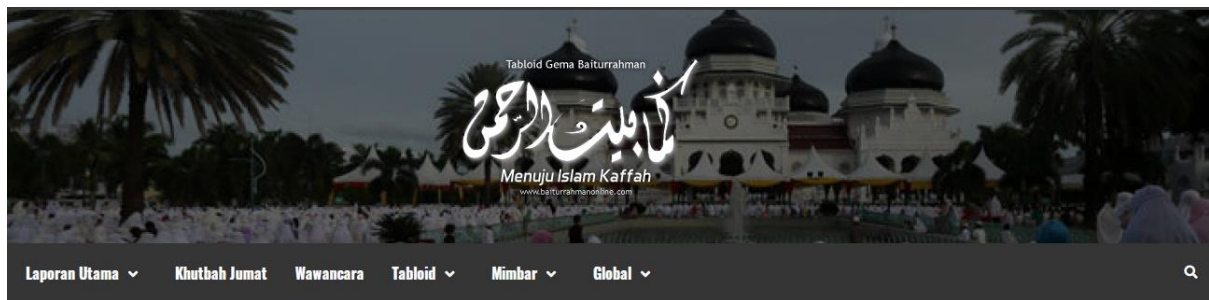 Tabloid Gema Baiturrahman
Menuju Islam Kaffah
www.baiturrahmanonline.com
Laporan Utama Khutbah Jumat Wawancara Tabloid Mimbar Global